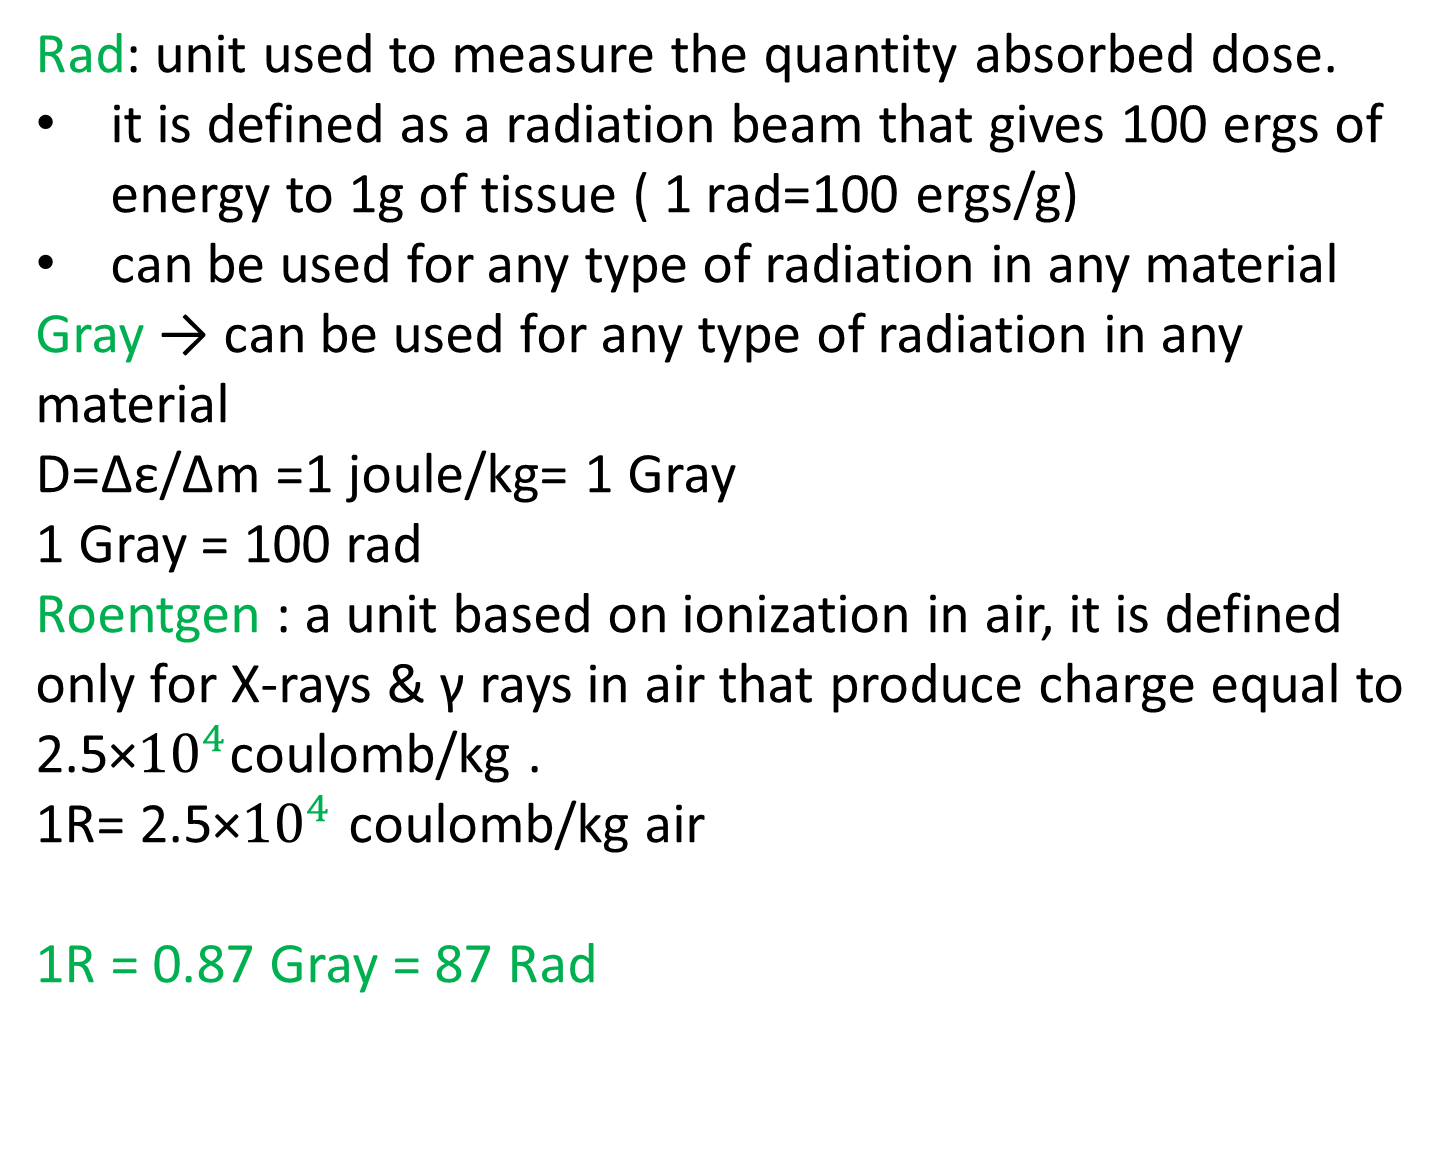 Rad: unit used to measure the quantity absorbed dose.
• it is defined as a radiation beam that gives 100 ergs of
energy to 1g of tissue ( 1 rad=100 ergs/g)
• can be used for any type of radiation in any material
Gray → can be used for any type of radiation in any
material
D=Δε/Δm =1 joule/kg= 1 Gray
1 Gray = 100 rad
Roentgen : a unit based on ionization in air, it is defined
only for X-rays & γ rays in air that produce charge equal to
2.5×10⁴coulomb/kg .
1R= 2.5×10⁴ coulomb/kg air
1R = 0.87 Gray = 87 Rad